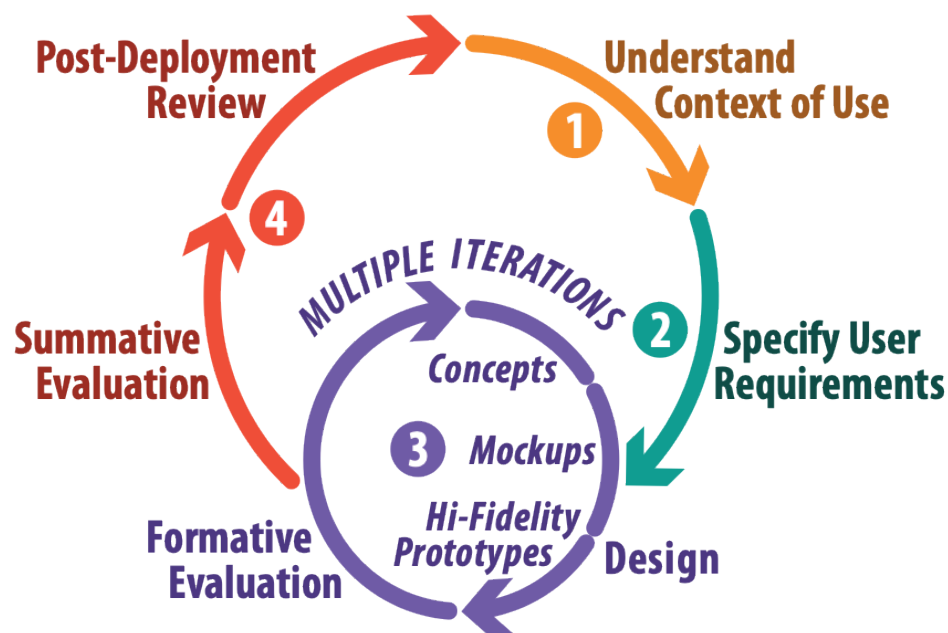 Post-Deployment
Review
Understand
Context of Use
1
4
MULTIPLE ITERATIONS
2
Specify User
Requirements
Summative
Evaluation
Concepts
3
Mockups
Hi-Fidelity
Prototypes
Formative
Evaluation
Design